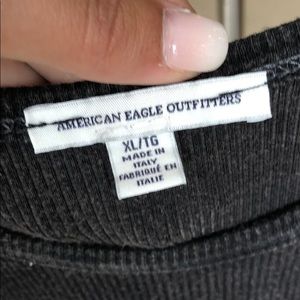 AMERICAN EAGLE OUTFITTERS
XL/TG
MADE IN
ITALY
FABRIQUÉ EN
ITALIE